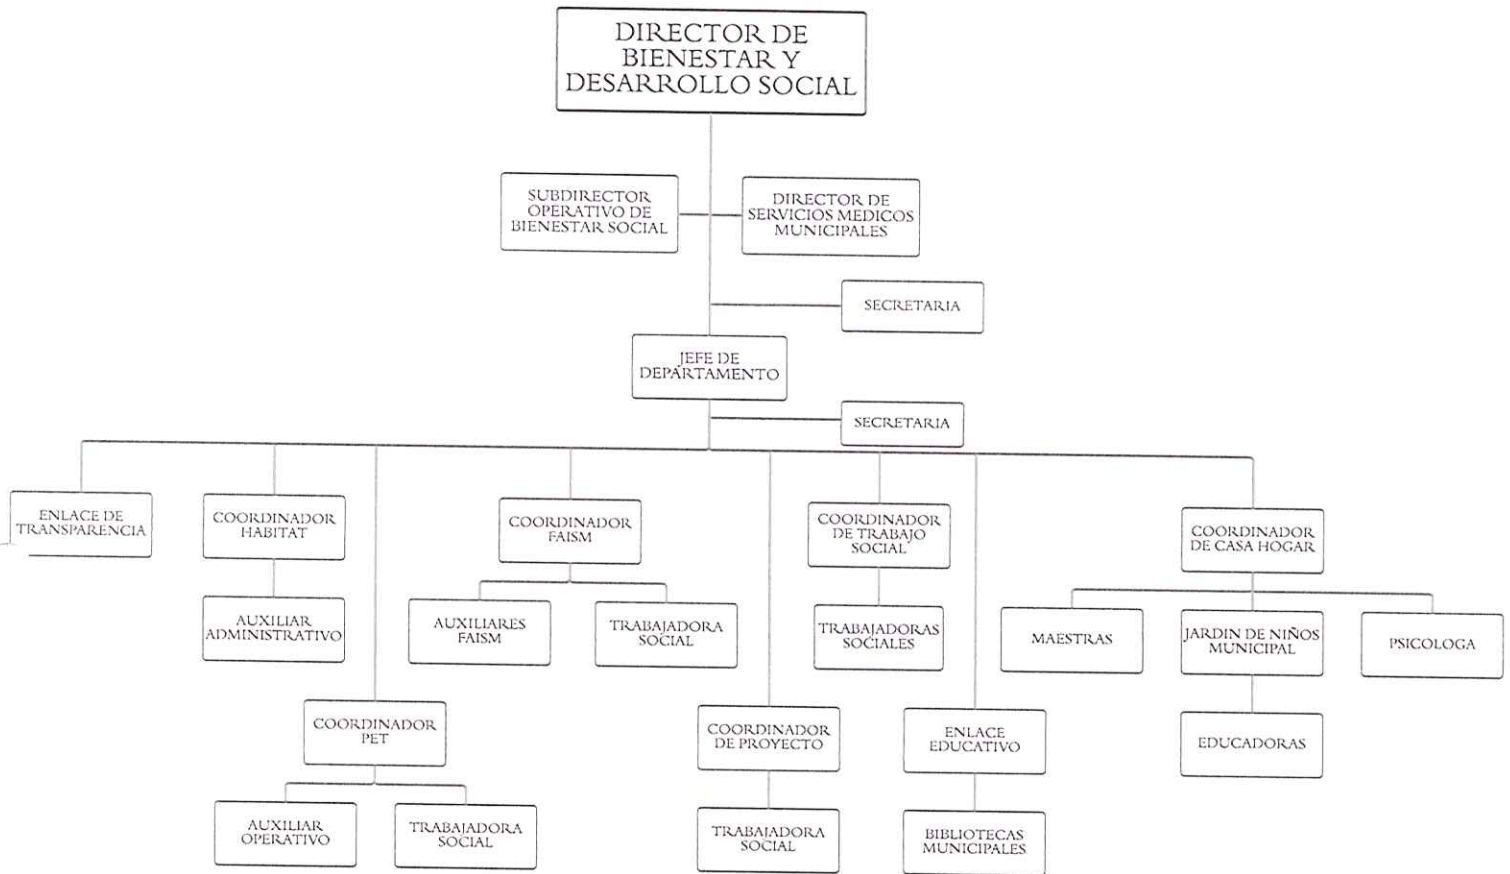 DIRECTOR DE
BIENESTAR Y
DESARROLLO SOCIAL
SUBDIRECTOR
OPERATIVO DE
BIENESTAR SOCIAL
DIRECTOR DE
SERVICIOS MEDICOS
MUNICIPALES
SECRETARIA
JEFE DE
DEPARTAMENTO
SECRETARIA
ENLACE DE
TRANSPARENCIA
COORDINADOR
HABITAT
COORDINADOR
FAISM
COORDINADOR
DE TRABAJO
SOCIAL
COORDINADOR
DE CASA HOGAR
AUXILIAR
ADMINISTRATIVO
AUXILIARES
FAISM
TRABAJADORA
SOCIAL
TRABAJADORAS
SOCIALES
MAESTRAS
JARDIN DE NIÑOS
MUNICIPAL
PSICOLOGA
COORDINADOR
PET
COORDINADOR
DE PROYECTO
ENLACE
EDUCATIVO
EDUCADORAS
AUXILIAR
OPERATIVO
TRABAJADORA
SOCIAL
TRABAJADORA
SOCIAL
BIBLIOTECAS
MUNICIPALES